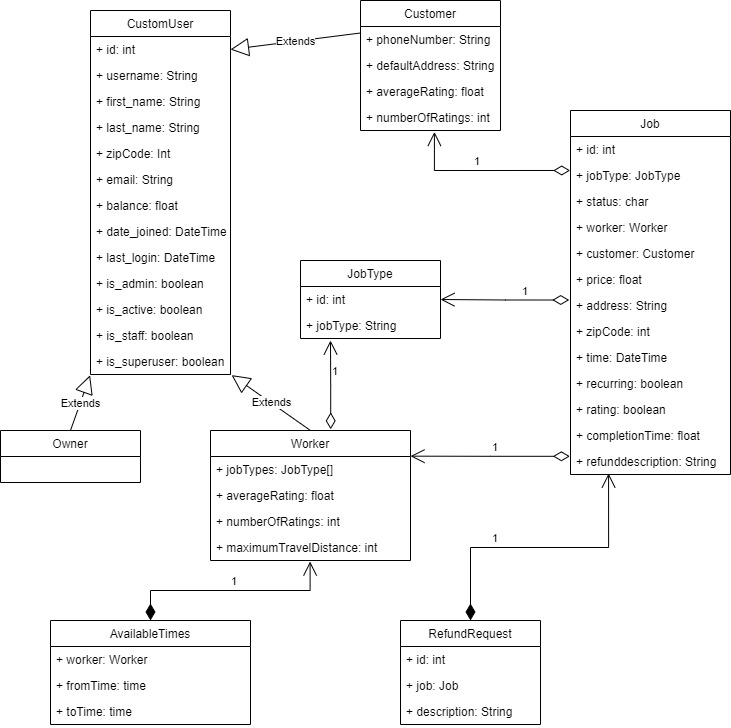 CustomUser
+ id: int
+ username: String
+ first_name: String
+ last_name: String
+ zipCode: Int
+ email: String
+ balance: float
+ date_joined: DateTime
+ last_login: DateTime
+ is_admin: boolean
+ is_active: boolean
+ is_staff: boolean
+ is_superuser: boolean
Extends
Customer
+ phoneNumber: String
+ defaultAddress: String
+ averageRating: float
+ numberOfRatings: int
1
Job
+ id: int
+ jobType: JobType
+ status: char
+ worker: Worker
+ customer: Customer
+ price: float
+ address: String
+ zipCode: int
+ time: DateTime
+ recurring: boolean
+ rating: boolean
+ completionTime: float
+ refunddescription: String
JobType
+ id: int
+ jobType: String
1
1
Extends
Extends
Owner
Worker
+ jobTypes: JobType[]
+ averageRating: float
+ numberOfRatings: int
+ maximumTravelDistance: int
1
1
1
AvailableTimes
+ worker: Worker
+ fromTime: time
+ toTime: time
RefundRequest
+ id: int
+ job: Job
+ description: String